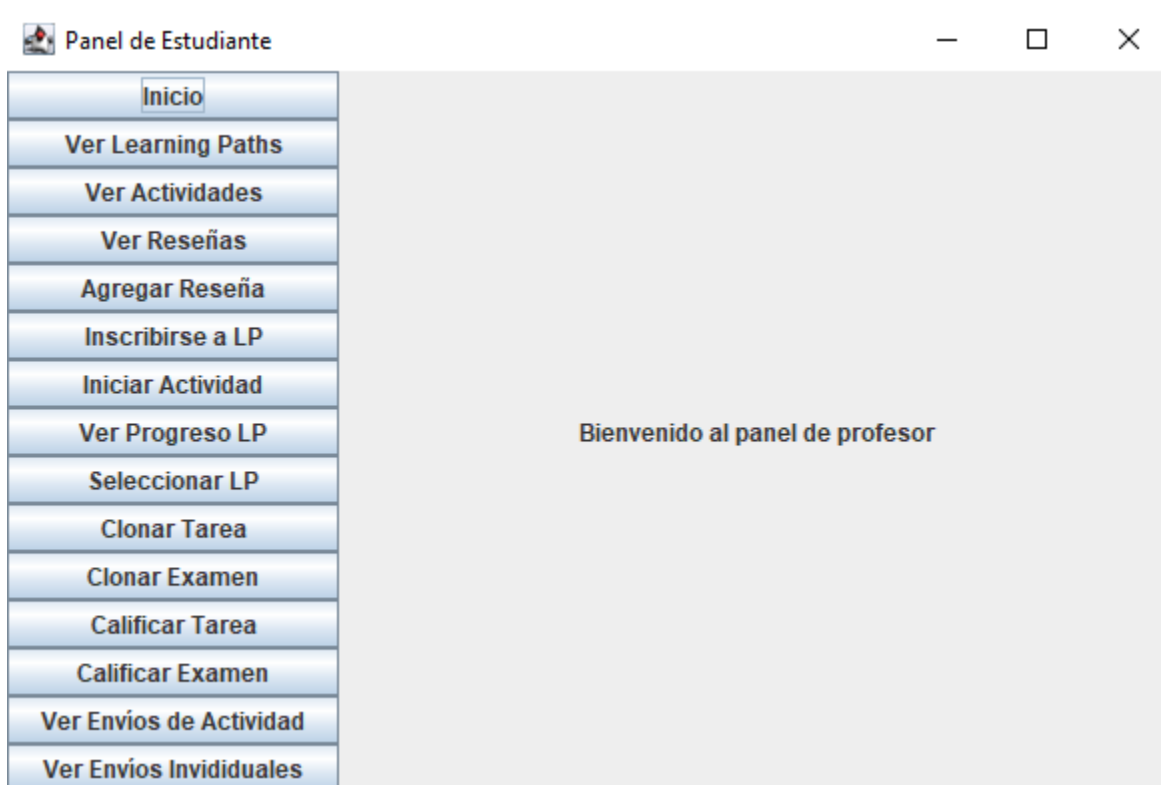 Panel de Estudiante
Inicio
Ver Learning Paths
Ver Actividades
Ver Reseñas
Agregar Reseña
Inscribirse a LP
Iniciar Actividad
Ver Progreso LP
Seleccionar LP
Clonar Tarea
Clonar Examen
Calificar Tarea
Calificar Examen
Ver Envíos de Actividad
Ver Envíos Invididuales
Bienvenido al panel de profesor